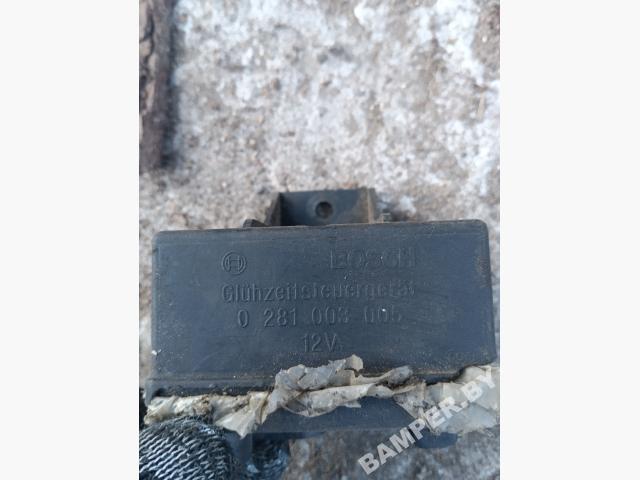 BOSCH
Glühzeitsteuergerät
0 281 003 005
12V
BAMPER.BY